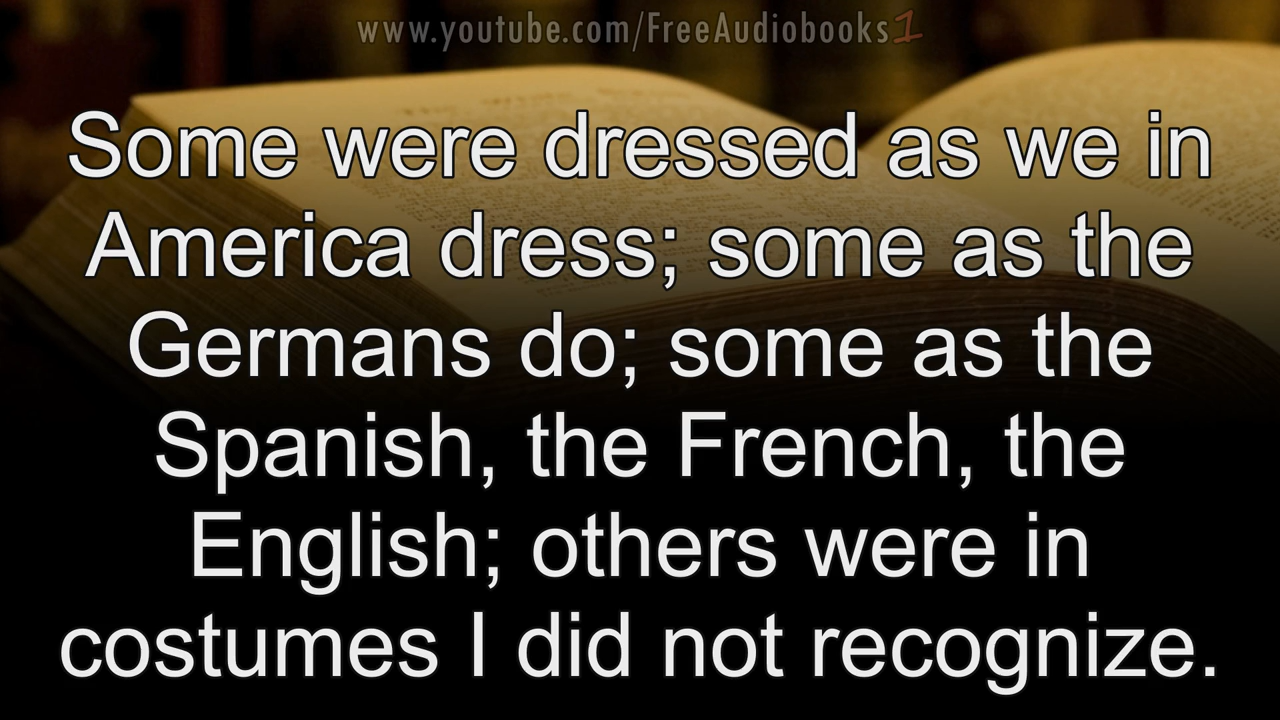 www.youtube.com/FreeAudiobooks1
Some were dressed as we in
America dress; some as the
Germans do; some as the
Spanish, the French, the
English; others were in
costumes I did not recognize.